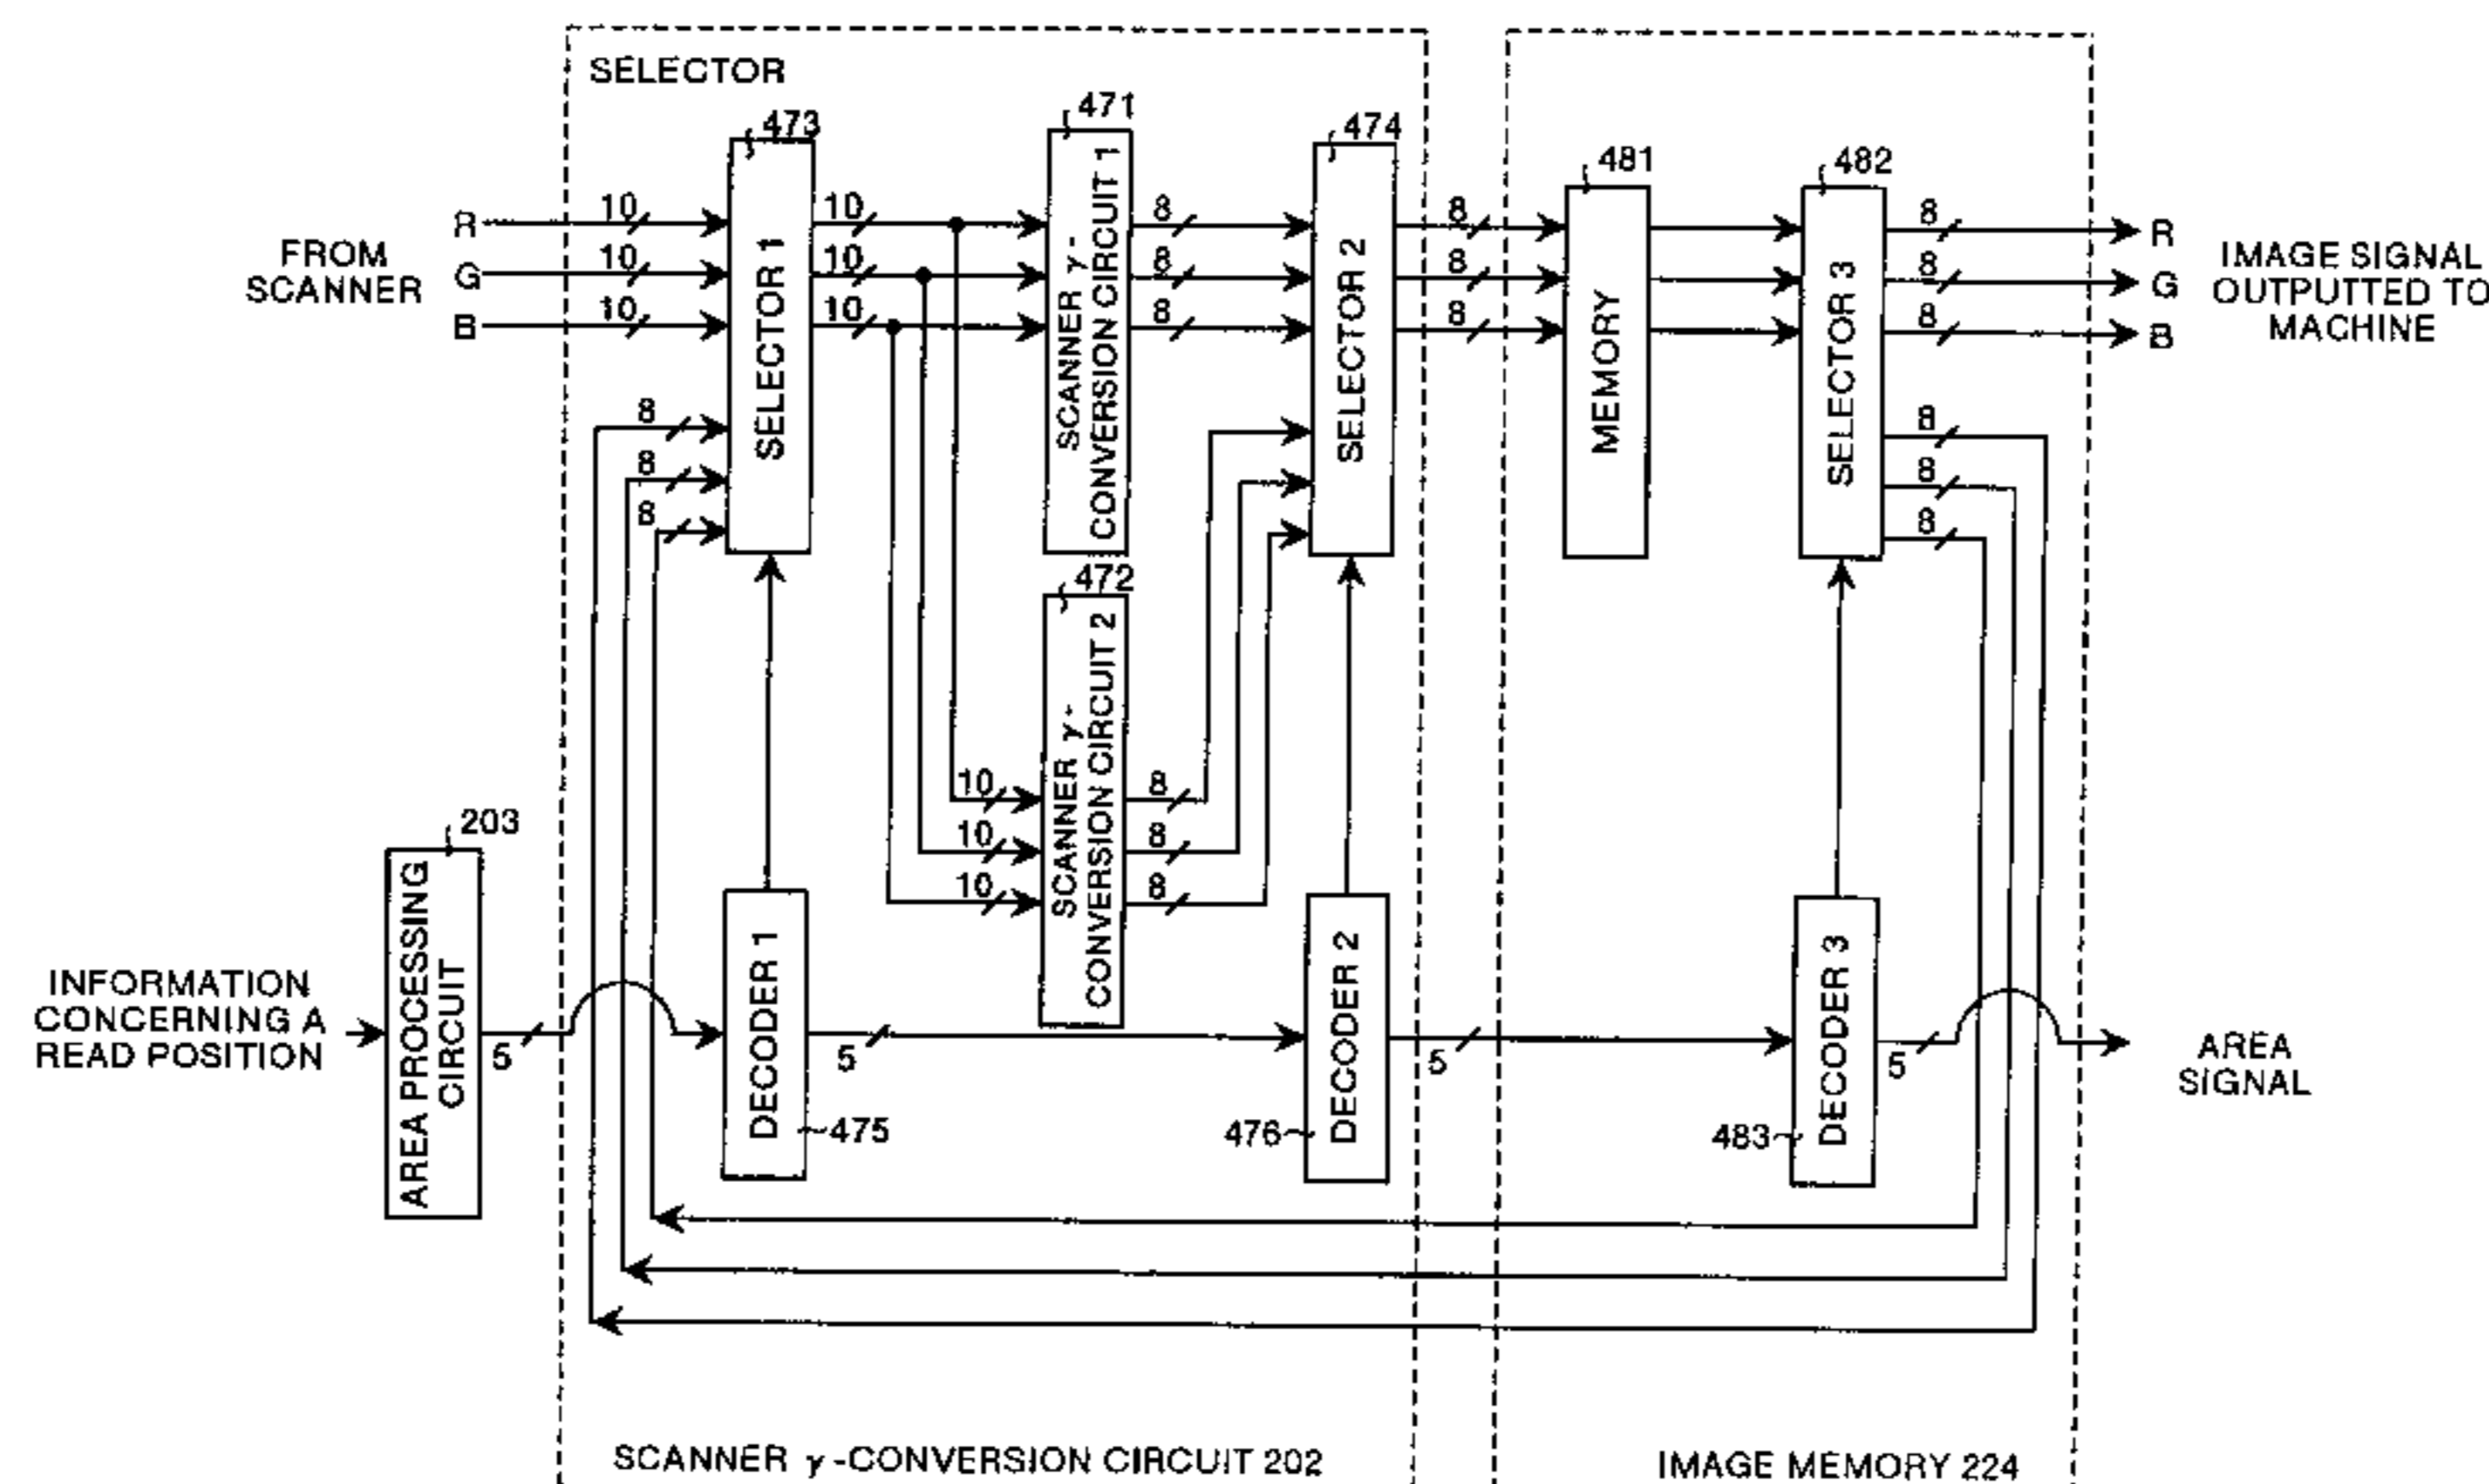 SELECTOR
473
471
474
481
482
FROM
SCANNER
R
G
B
10
10
10
SELECTOR 1
10
10
10
SCANNER γ-
CONVERSION CIRCUIT 1
8
8
8
SELECTOR 2
8
8
8
MEMORY
SELECTOR 3
8
8
8
R
G
B
IMAGE SIGNAL
OUTPUTTED TO
MACHINE
8
8
8
8
8
8
472
SCANNER γ-
CONVERSION CIRCUIT 2
10
10
10
8
8
8
203
AREA PROCESSING
CIRCUIT
INFORMATION
CONCERNING A
READ POSITION
5
DECODER 1
475
5
DECODER 2
476
5
DECODER 3
483
5
AREA
SIGNAL
SCANNER γ-CONVERSION CIRCUIT 202
IMAGE MEMORY 224